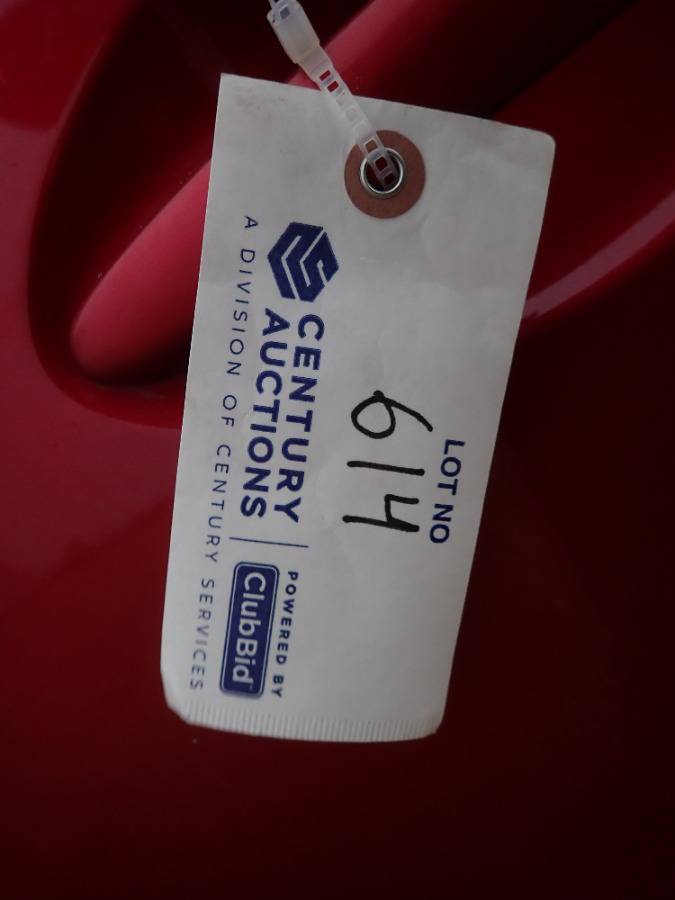 LOT NO
614
CENTURY
AUCTIONS
POWERED BY
ClubBid
A DIVISION OF CENTURY SERVICES